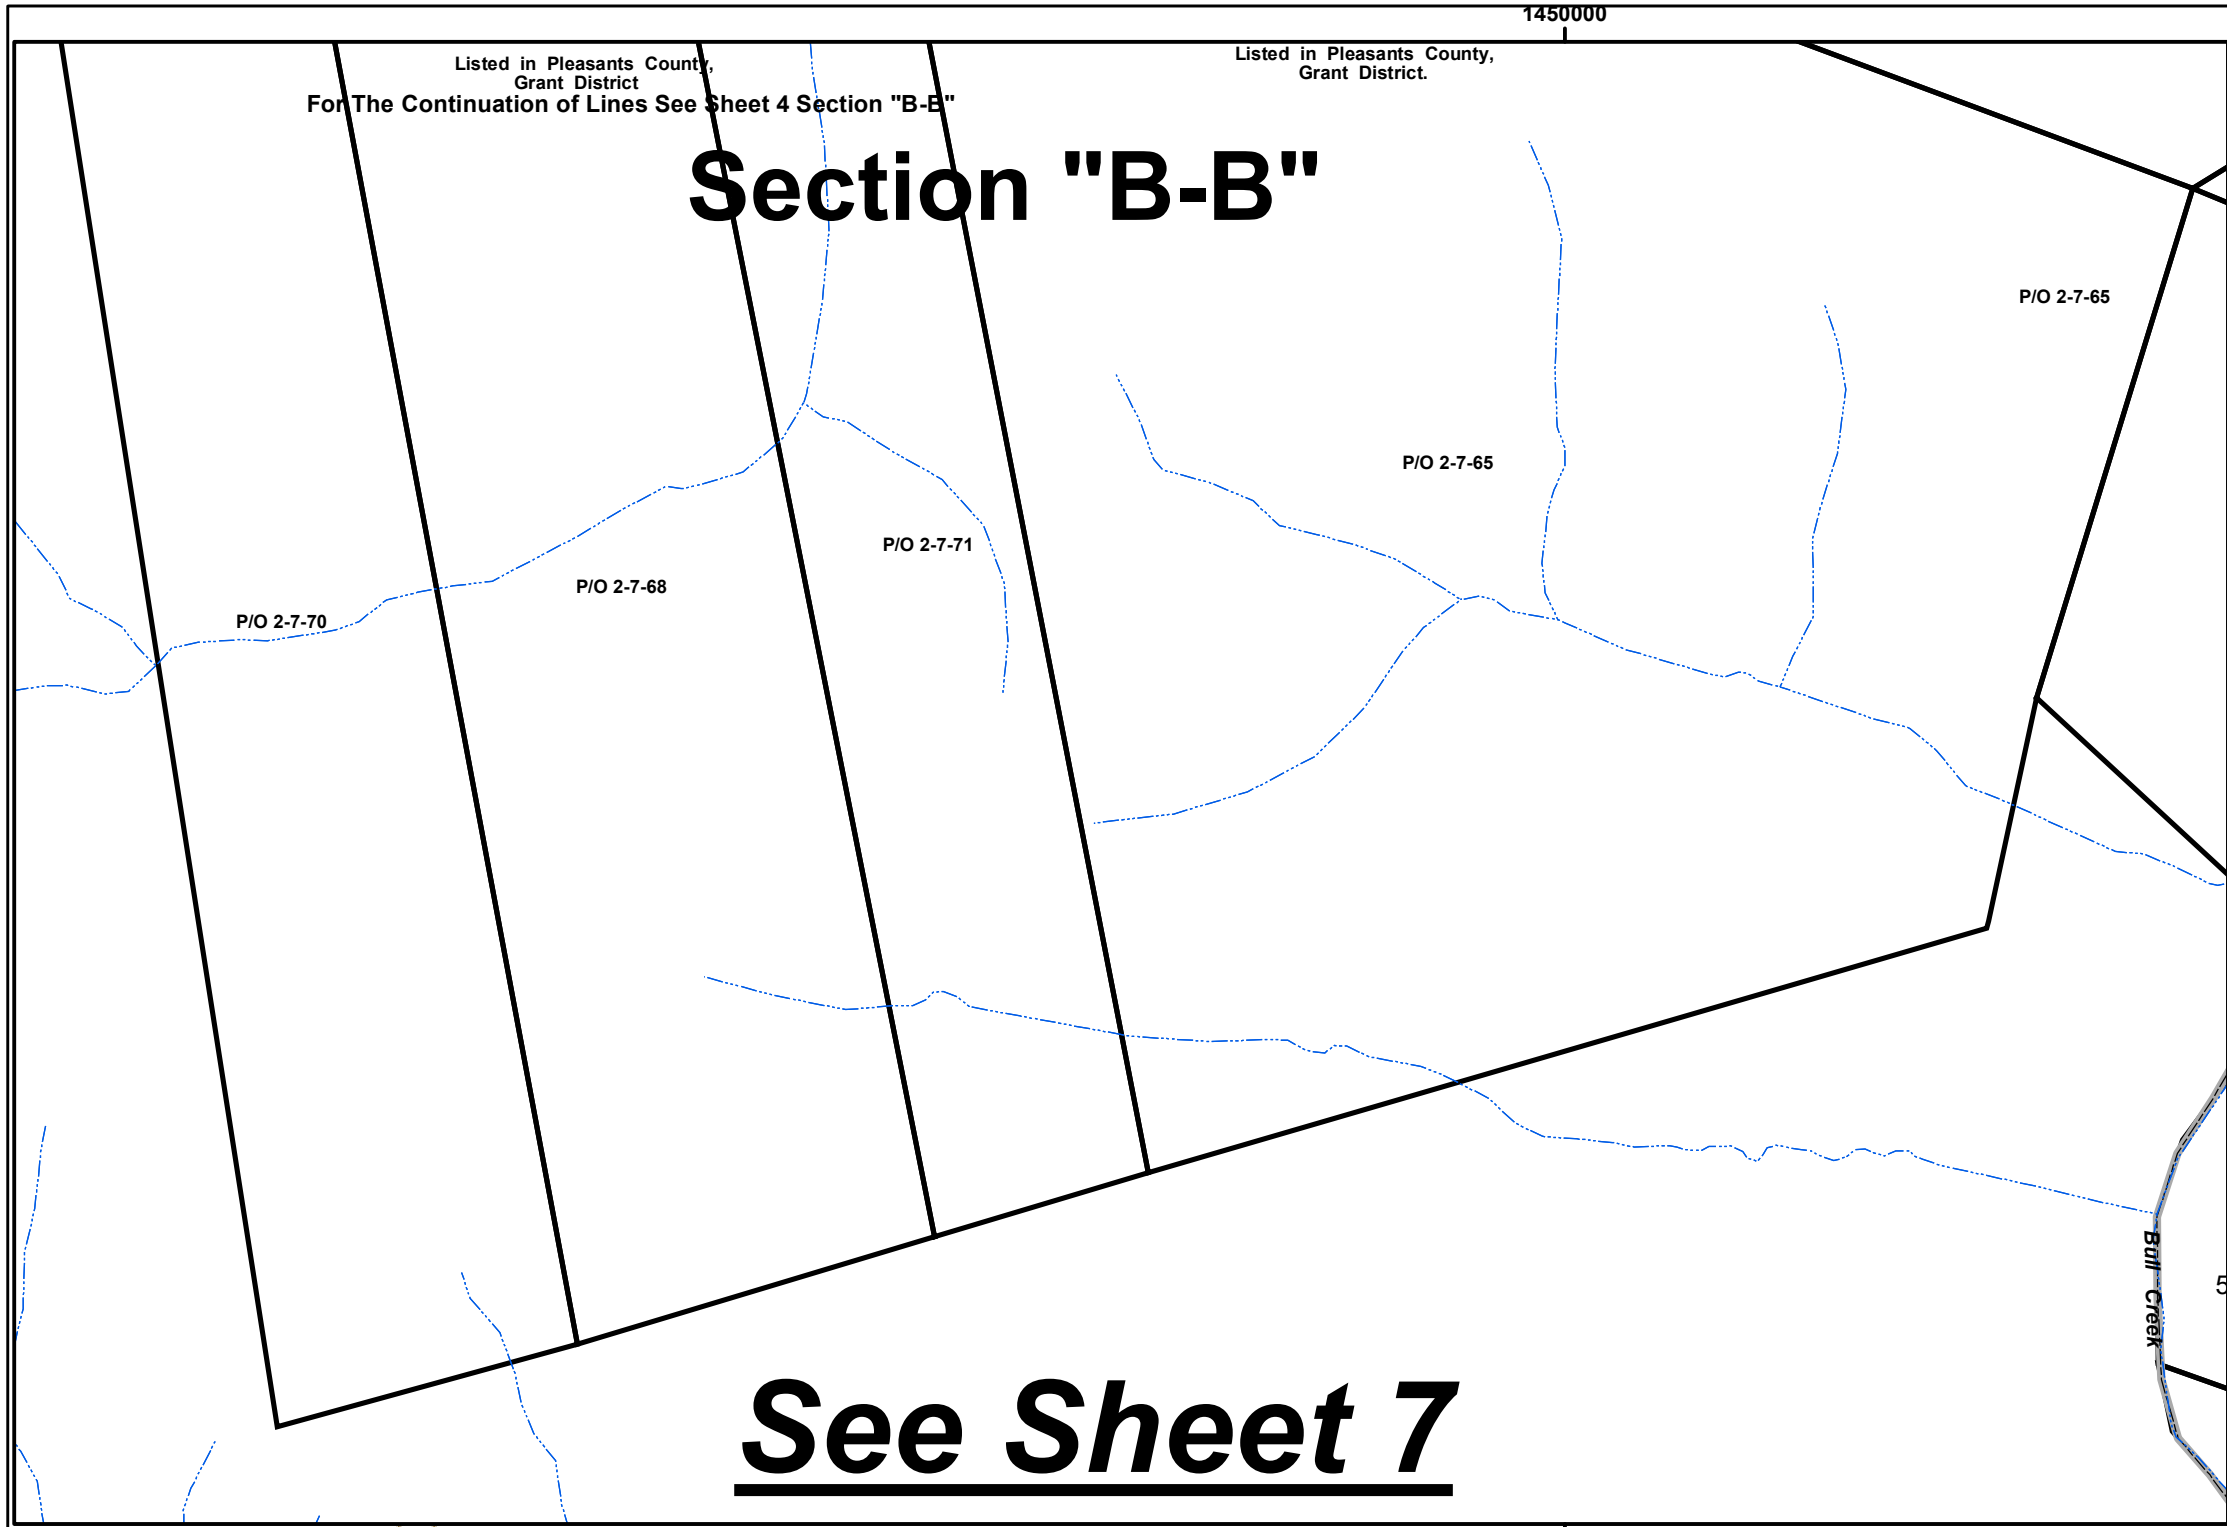 1450000
Listed in Pleasants County,
Grant District
For The Continuation of Lines See Sheet 4 Section "B-B"
Listed in Pleasants County,
Grant District.
Section "B-B"
P/O 2-7-65
P/O 2-7-65
P/O 2-7-71
P/O 2-7-68
P/O 2-7-70
Bull Creek
5
See Sheet 7